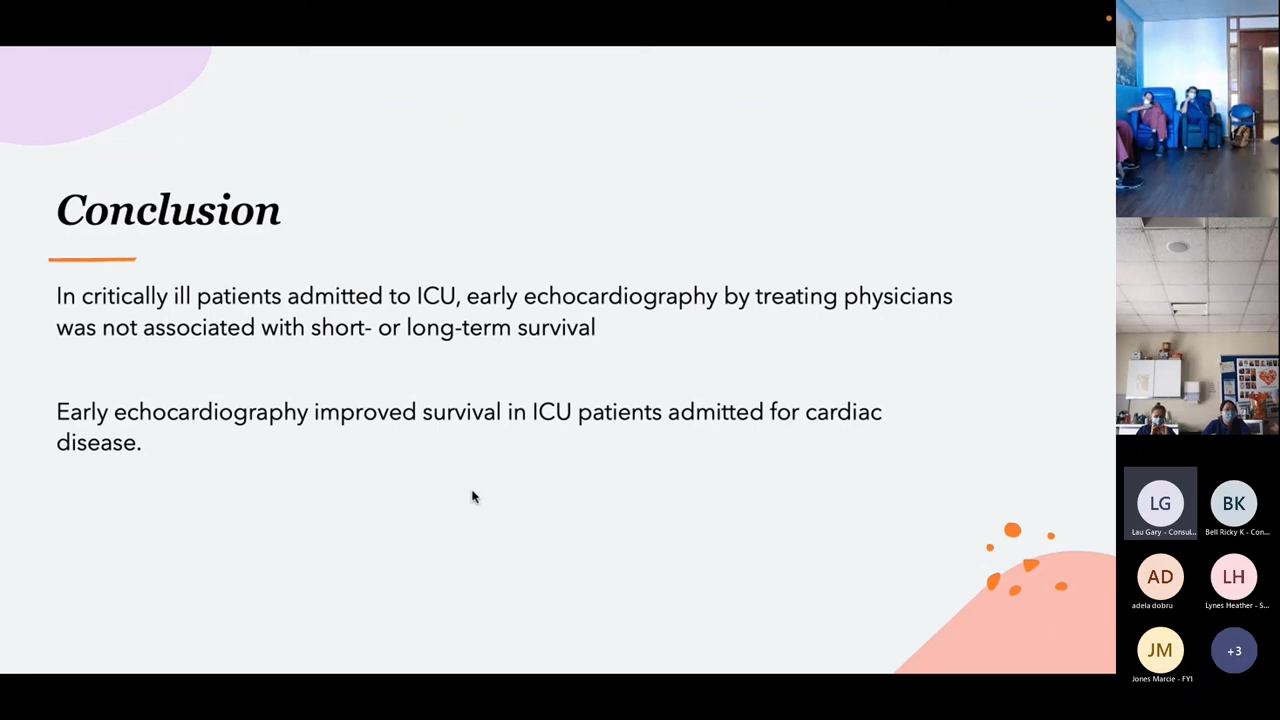 Conclusion
In critically ill patients admitted to ICU, early echocardiography by treating physicians
was not associated with short- or long-term survival
Early echocardiography improved survival in ICU patients admitted for cardiac
disease.
LG
BK
Lau Gary - Consul...
Bell Ricky K - Con...
AD
LH
adela dobru
Lynes Heather - S...
JM
+3
Jones Marcie - FY1